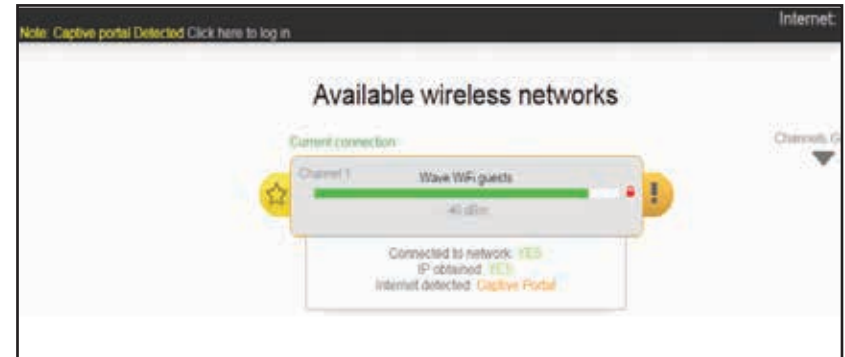 Internet:
Note: Captive portal Detected Click here to log in
Available wireless networks
Current connection
Channels, G
Channel 1
Wave WiFi guests
dBm
Connected to network: YES
IP obtained: YES
Internet detected: Captive Portal